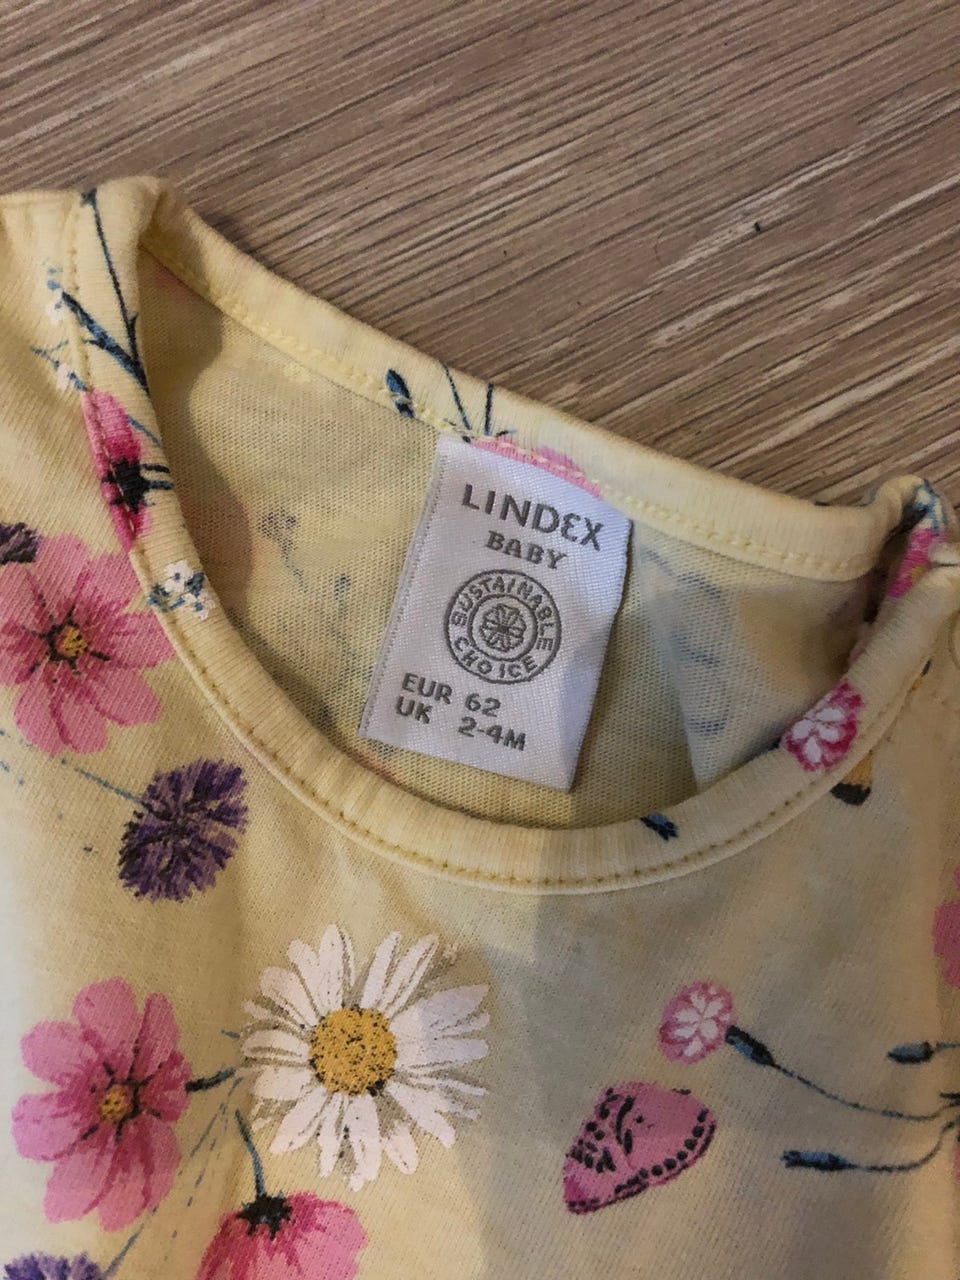 LINDEX
BABY
SUSTAINABLE
CHOICE
EUR 62
UK 2-4M